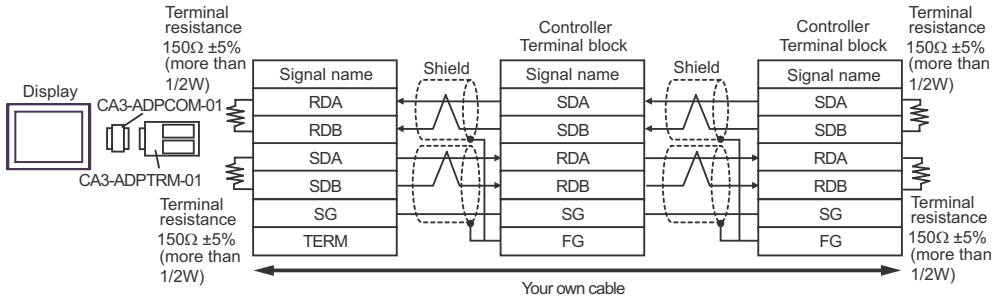 Terminal
resistance
150Ω ±5%
(more than
1/2W)
Display
CA3-ADPCOM-01
CA3-ADPTRM-01
Terminal
resistance
150Ω ±5%
(more than
1/2W)
Signal name
RDA
RDB
SDA
SDB
SG
TERM
Shield
Controller
Terminal block
Signal name
SDA
SDB
RDA
RDB
SG
FG
Shield
Controller
Terminal block
Signal name
SDA
SDB
RDA
RDB
SG
FG
Terminal
resistance
150Ω ±5%
(more than
1/2W)
Terminal
resistance
150Ω ±5%
(more than
1/2W)
Your own cable